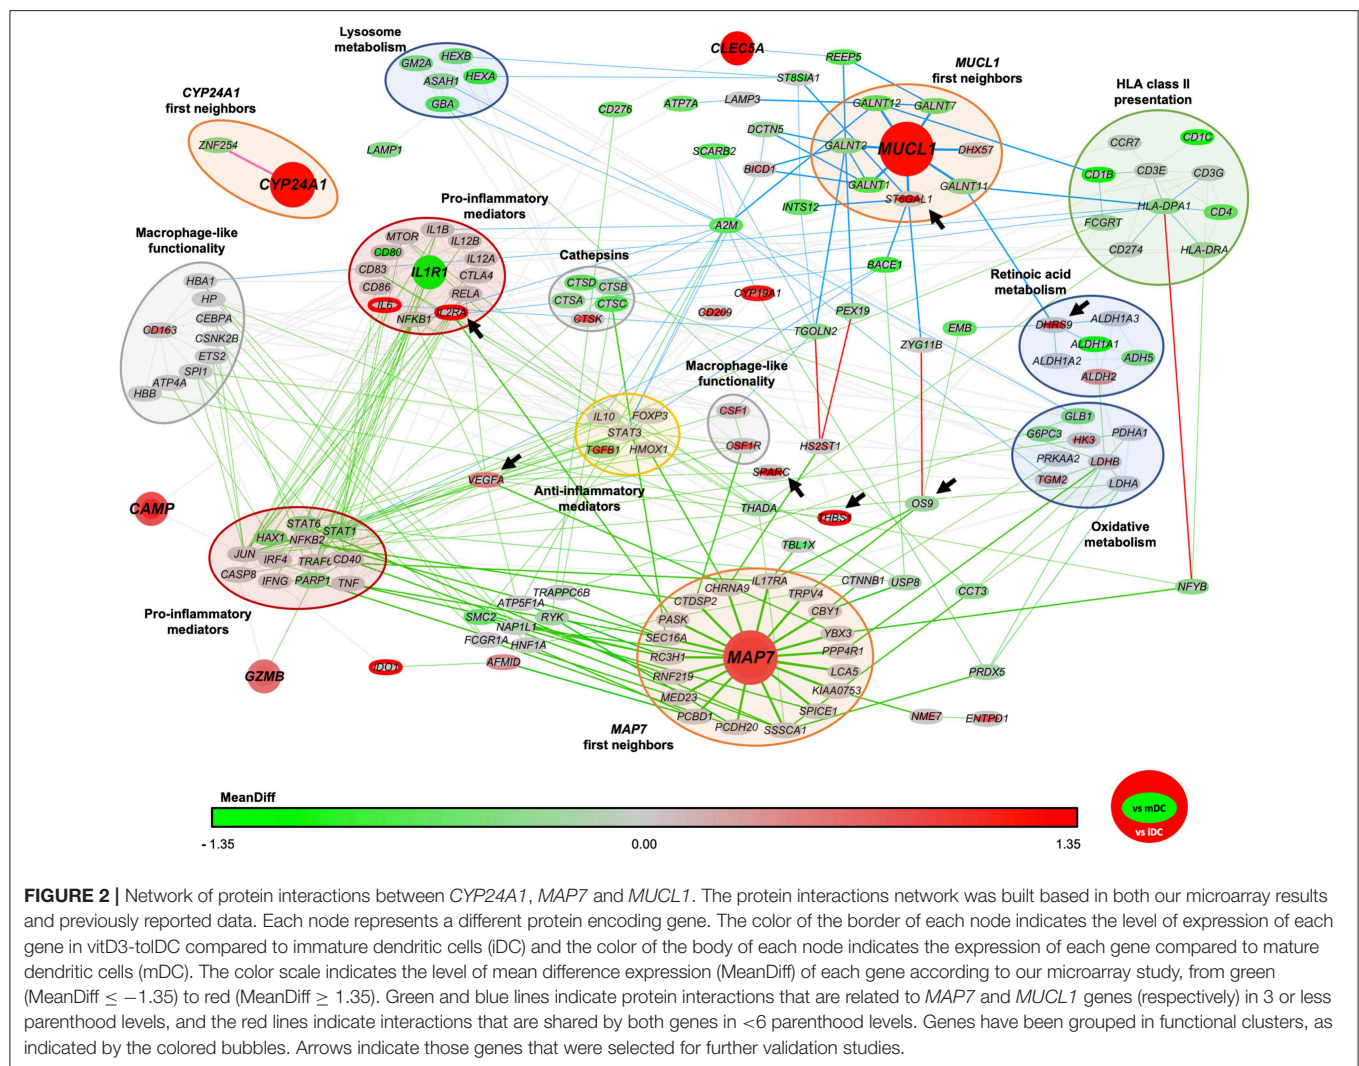 Lysosome
metabolism
GM2A
HEXB
HEXA
ASAH1
GBA
CYP24A1
first neighbors
ZNF254
CYP24A1
LAMP1
CLEC5A
REEP5
ST8SIA1
CD276
ATP7A
LAMP3
DCTN5
SCARB2
BICD1
INTS12
A2M
BACE1
MUCL1
first neighbors
GALNT12
GALNT7
GALNT2
MUCL1
DHX57
GALNT1
GALNT11
ST6GAL1
HLA class II
presentation
CCR7
CD1C
CD1B
CD3E
CD3G
HLA-DPA1
CD4
FCGRT
CD274
HLA-DRA
Macrophage-like
functionality
HBA1
HP
CEBPA
CD163
CSNK2B
ETS2
SPI1
ATP4A
HBB
Pro-inflammatory
mediators
IL1B
MTOR
IL12B
CD80
IL12A
CD83
IL1R1
CTLA4
CD86
RELA
IL6
IL2RA
NFKB1
Cathepsins
CTSD
CTSB
CTSA
CTSC
CTSK
CYP19A1
CD209
TGOLN2
PEX19
ZYG11B
EMB
Retinoic acid
metabolism
DHRS9
ALDH1A3
ALDH1A1
ALDH1A2
ADH5
ALDH2
Macrophage-like
functionality
CSF1
CSF1R
IL10
FOXP3
STAT3
TGFB1
HMOX1
Anti-inflammatory
mediators
HS2ST1
SPARC
THBS1
OS9
VEGFA
THADA
TBL1X
GLB1
G6PC3
HK3
PDHA1
PRKAA2
LDHB
TGM2
LDHA
Oxidative
metabolism
CAMP
STAT6
HAX1
STAT1
NFKB2
JUN
IRF4
CD40
CASP8
IFNG
PARP1
TNF
Pro-inflammatory
mediators
GZMB
IDO1
TRAPPC6B
ATP5F1A
SMC2
RYK
NAP1L1
FCGR1A
HNF1A
AFMID
IL17RA
CHRNA9
TRPV4
CTDSP2
CBY1
PASK
YBX3
SEC16A
PPP4R1
RC3H1
MAP7
LCA5
RNF219
KIAA0753
MED23
SPICE1
PCBD1
PCDH20
SSSCA1
MAP7
first neighbors
CTNNB1
USP8
CCT3
NFYB
PRDX5
NME7
ENTPD1
MeanDiff
- 1.35
0.00
1.35
vs mDC
vs iDC
FIGURE 2 | Network of protein interactions between CYP24A1, MAP7 and MUCL1. The protein interactions network was built based in both our microarray results
and previously reported data. Each node represents a different protein encoding gene. The color of the border of each node indicates the level of expression of each
gene in vitD3-tolDC compared to immature dendritic cells (iDC) and the color of the body of each node indicates the expression of each gene compared to mature
dendritic cells (mDC). The color scale indicates the level of mean difference expression (MeanDiff) of each gene according to our microarray study, from green
(MeanDiff ≤ −1.35) to red (MeanDiff ≥ 1.35). Green and blue lines indicate protein interactions that are related to MAP7 and MUCL1 genes (respectively) in 3 or less
parenthood levels, and the red lines indicate interactions that are shared by both genes in <6 parenthood levels. Genes have been grouped in functional clusters, as
indicated by the colored bubbles. Arrows indicate those genes that were selected for further validation studies.